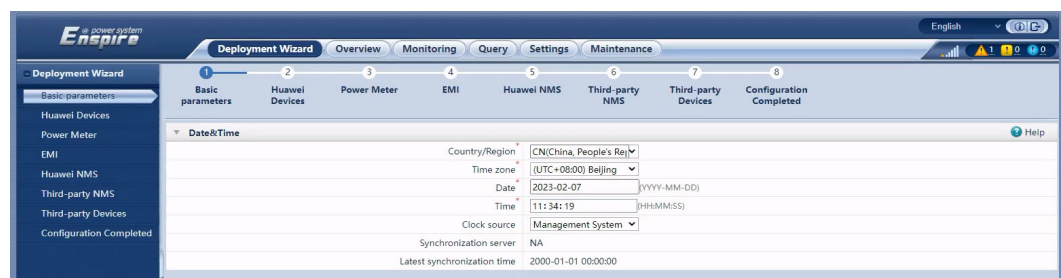 e power system
Enspire
English
Deployment Wizard Overview Monitoring Query Settings Maintenance
1 0 0
Deployment Wizard
Basic parameters
Huawei Devices
Power Meter
EMI
Huawei NMS
Third-party NMS
Third-party Devices
Configuration Completed
1 2 3 4 5 6 7 8
Basic parameters Huawei Devices Power Meter EMI Huawei NMS Third-party NMS Third-party Devices Configuration Completed
Date&Time Help
Country/Region * CN(China, People's Rep
Time zone * (UTC+08:00) Beijing
Date * 2023-02-07 (YYYY-MM-DD)
Time * 11:34:19 (HH:MM:SS)
Clock source Management System
Synchronization server NA
Latest synchronization time 2000-01-01 00:00:00